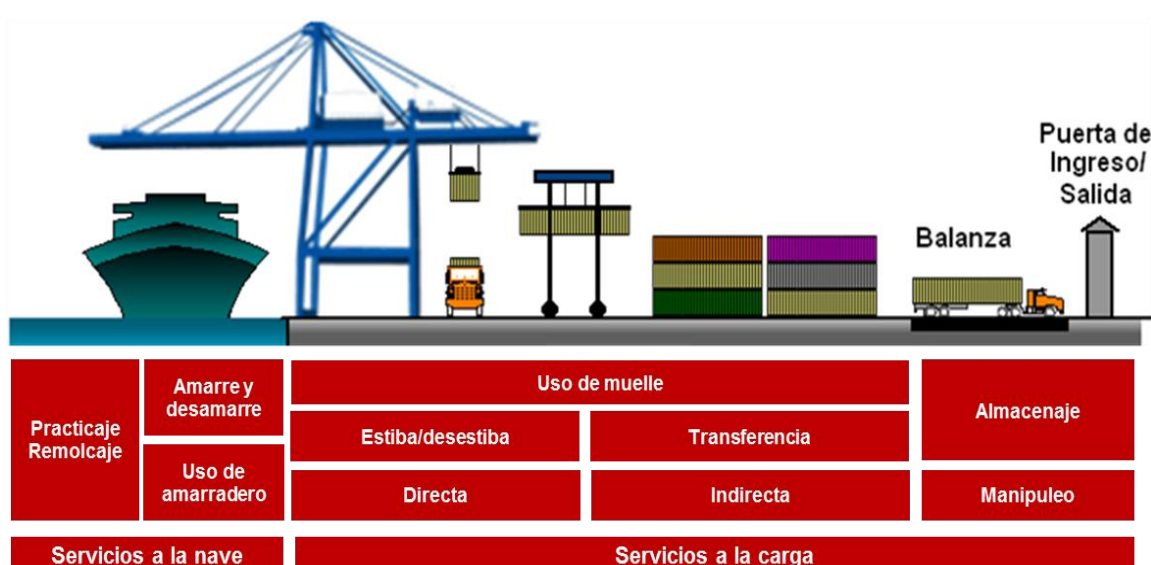 Puerta de
Ingreso/
Salida
Balanza
Practicaje
Remolcaje
Amarre y
desamarre
Uso de
amarradero
Uso de muelle
Estiba/desestiba
Transferencia
Directa
Indirecta
Almacenaje
Manipuleo
Servicios a la nave
Servicios a la carga